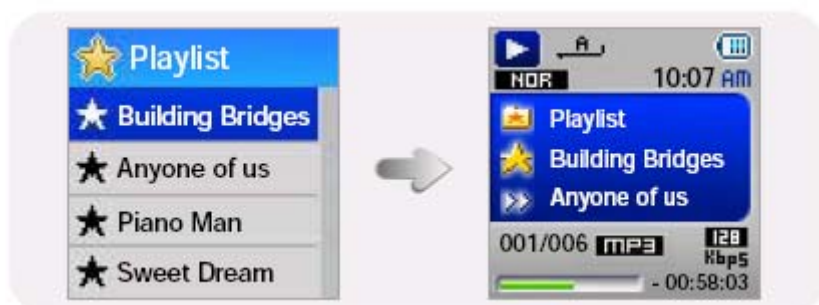 Playlist
Building Bridges
Anyone of us
Piano Man
Sweet Dream
A
NOR 10:07 AM
Playlist
Building Bridges
Anyone of us
001/006 MP3 128 Kbps
- 00:58:03